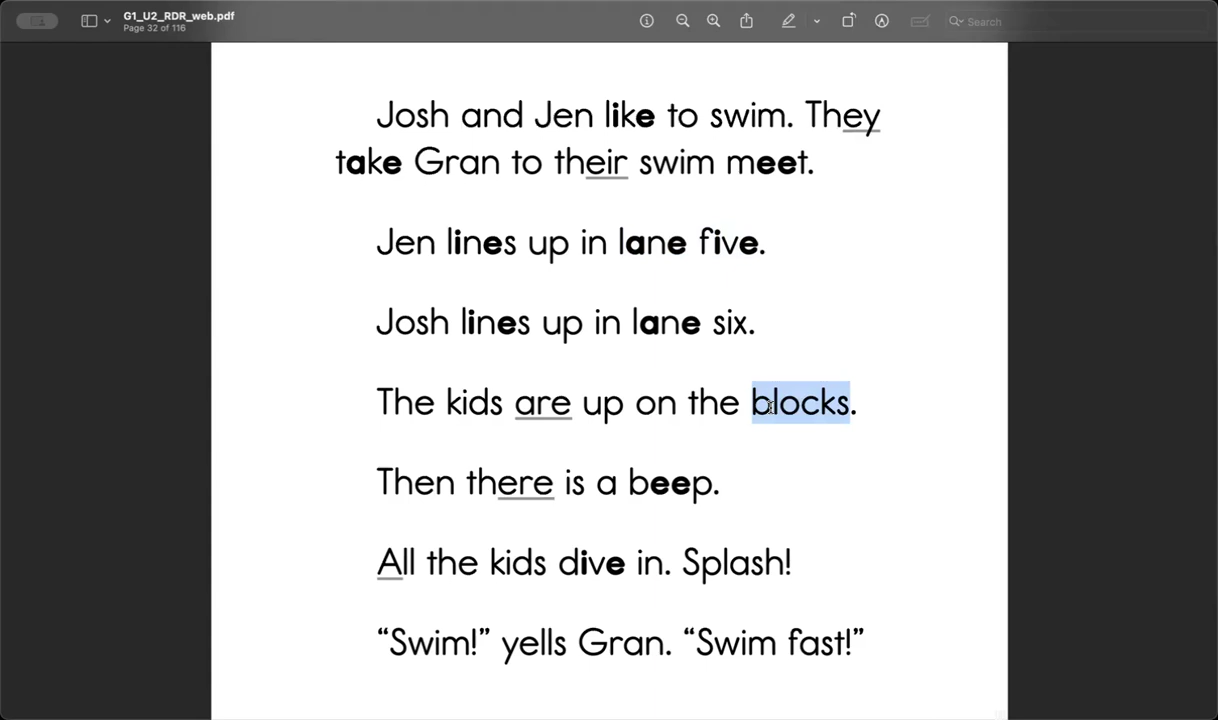 G1_U2_RDR_web.pdf
Page 32 of 116
Search
Josh and Jen like to swim. They
take Gran to their swim meet.
Jen lines up in lane five.
Josh lines up in lane six.
The kids are up on the blocks.
Then there is a beep.
All the kids dive in. Splash!
“Swim!” yells Gran. “Swim fast!”